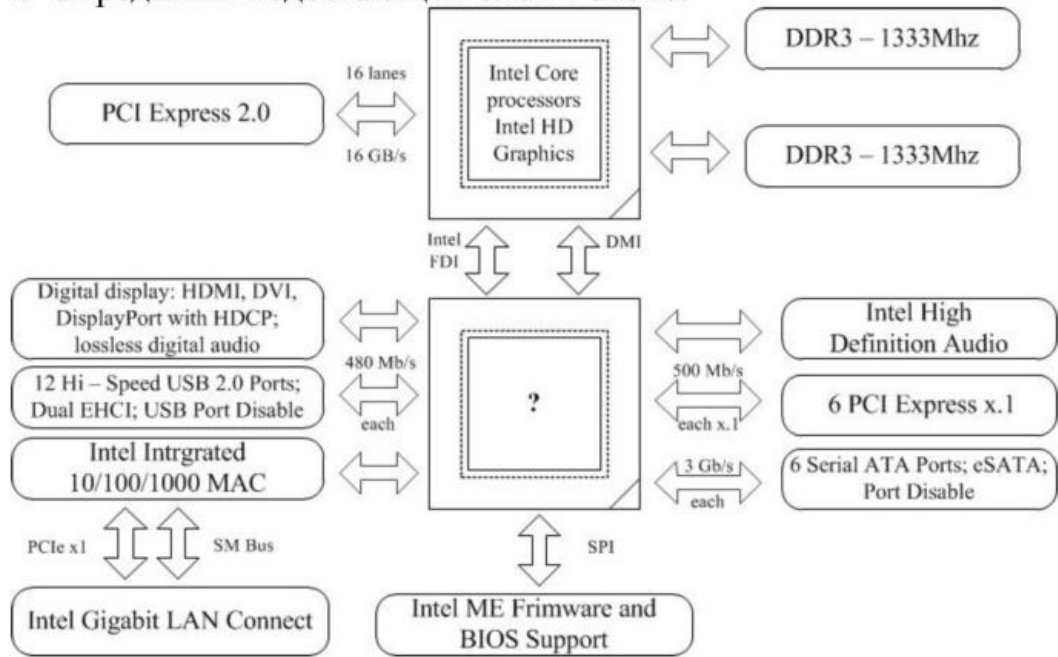 DDR3 – 1333Mhz
16 lanes
Intel Core
processors
Intel HD
Graphics
PCI Express 2.0
16 GB/s
DDR3 – 1333Mhz
Intel
FDI
DMI
Digital display: HDMI, DVI,
DisplayPort with HDCP;
lossless digital audio
Intel High
Definition Audio
480 Mb/s
500 Mb/s
12 Hi – Speed USB 2.0 Ports;
Dual EHCI; USB Port Disable
?
6 PCI Express x.1
each
each x.1
Intel Intrgrated
10/100/1000 MAC
3 Gb/s
each
6 Serial ATA Ports; eSATA;
Port Disable
PCIe x1
SM Bus
SPI
Intel Gigabit LAN Connect
Intel ME Frimware and
BIOS Support